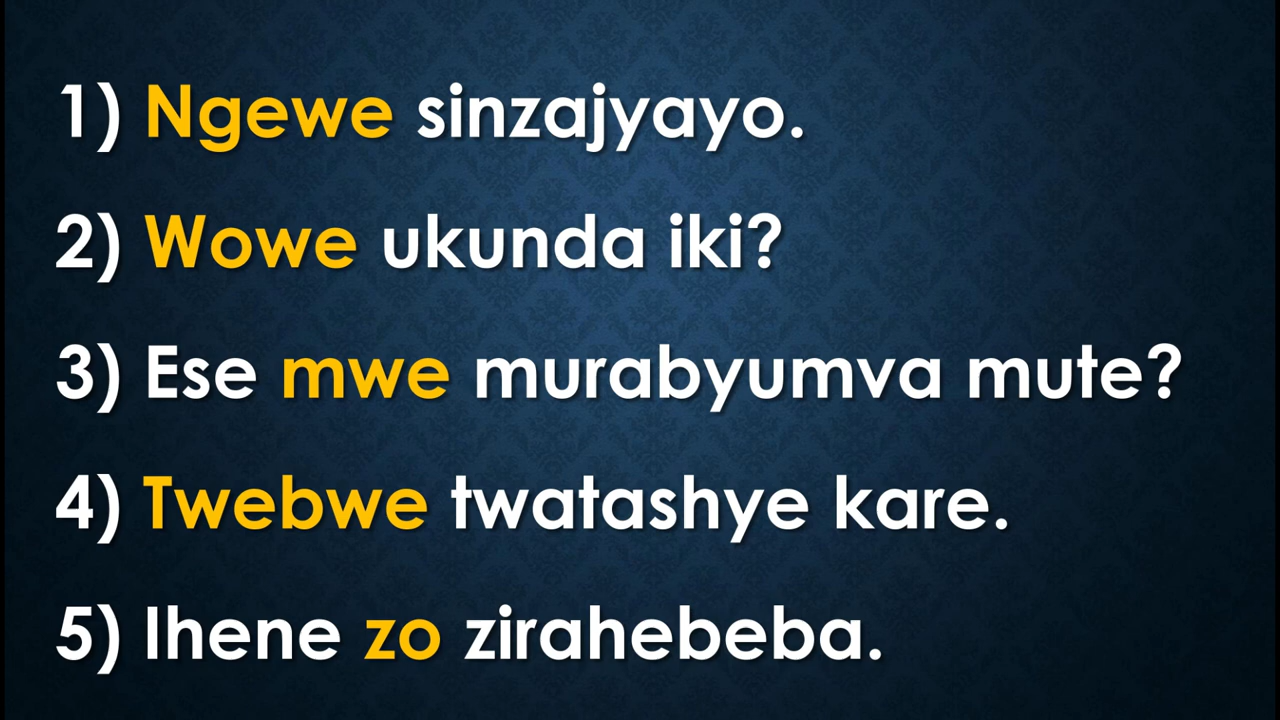 1) Ngewe sinzajyayo.
2) Wowe ukunda iki?
3) Ese mwe murabyumva mute?
4) Twebwe twatashye kare.
5) Ihene zo zirahebeba.